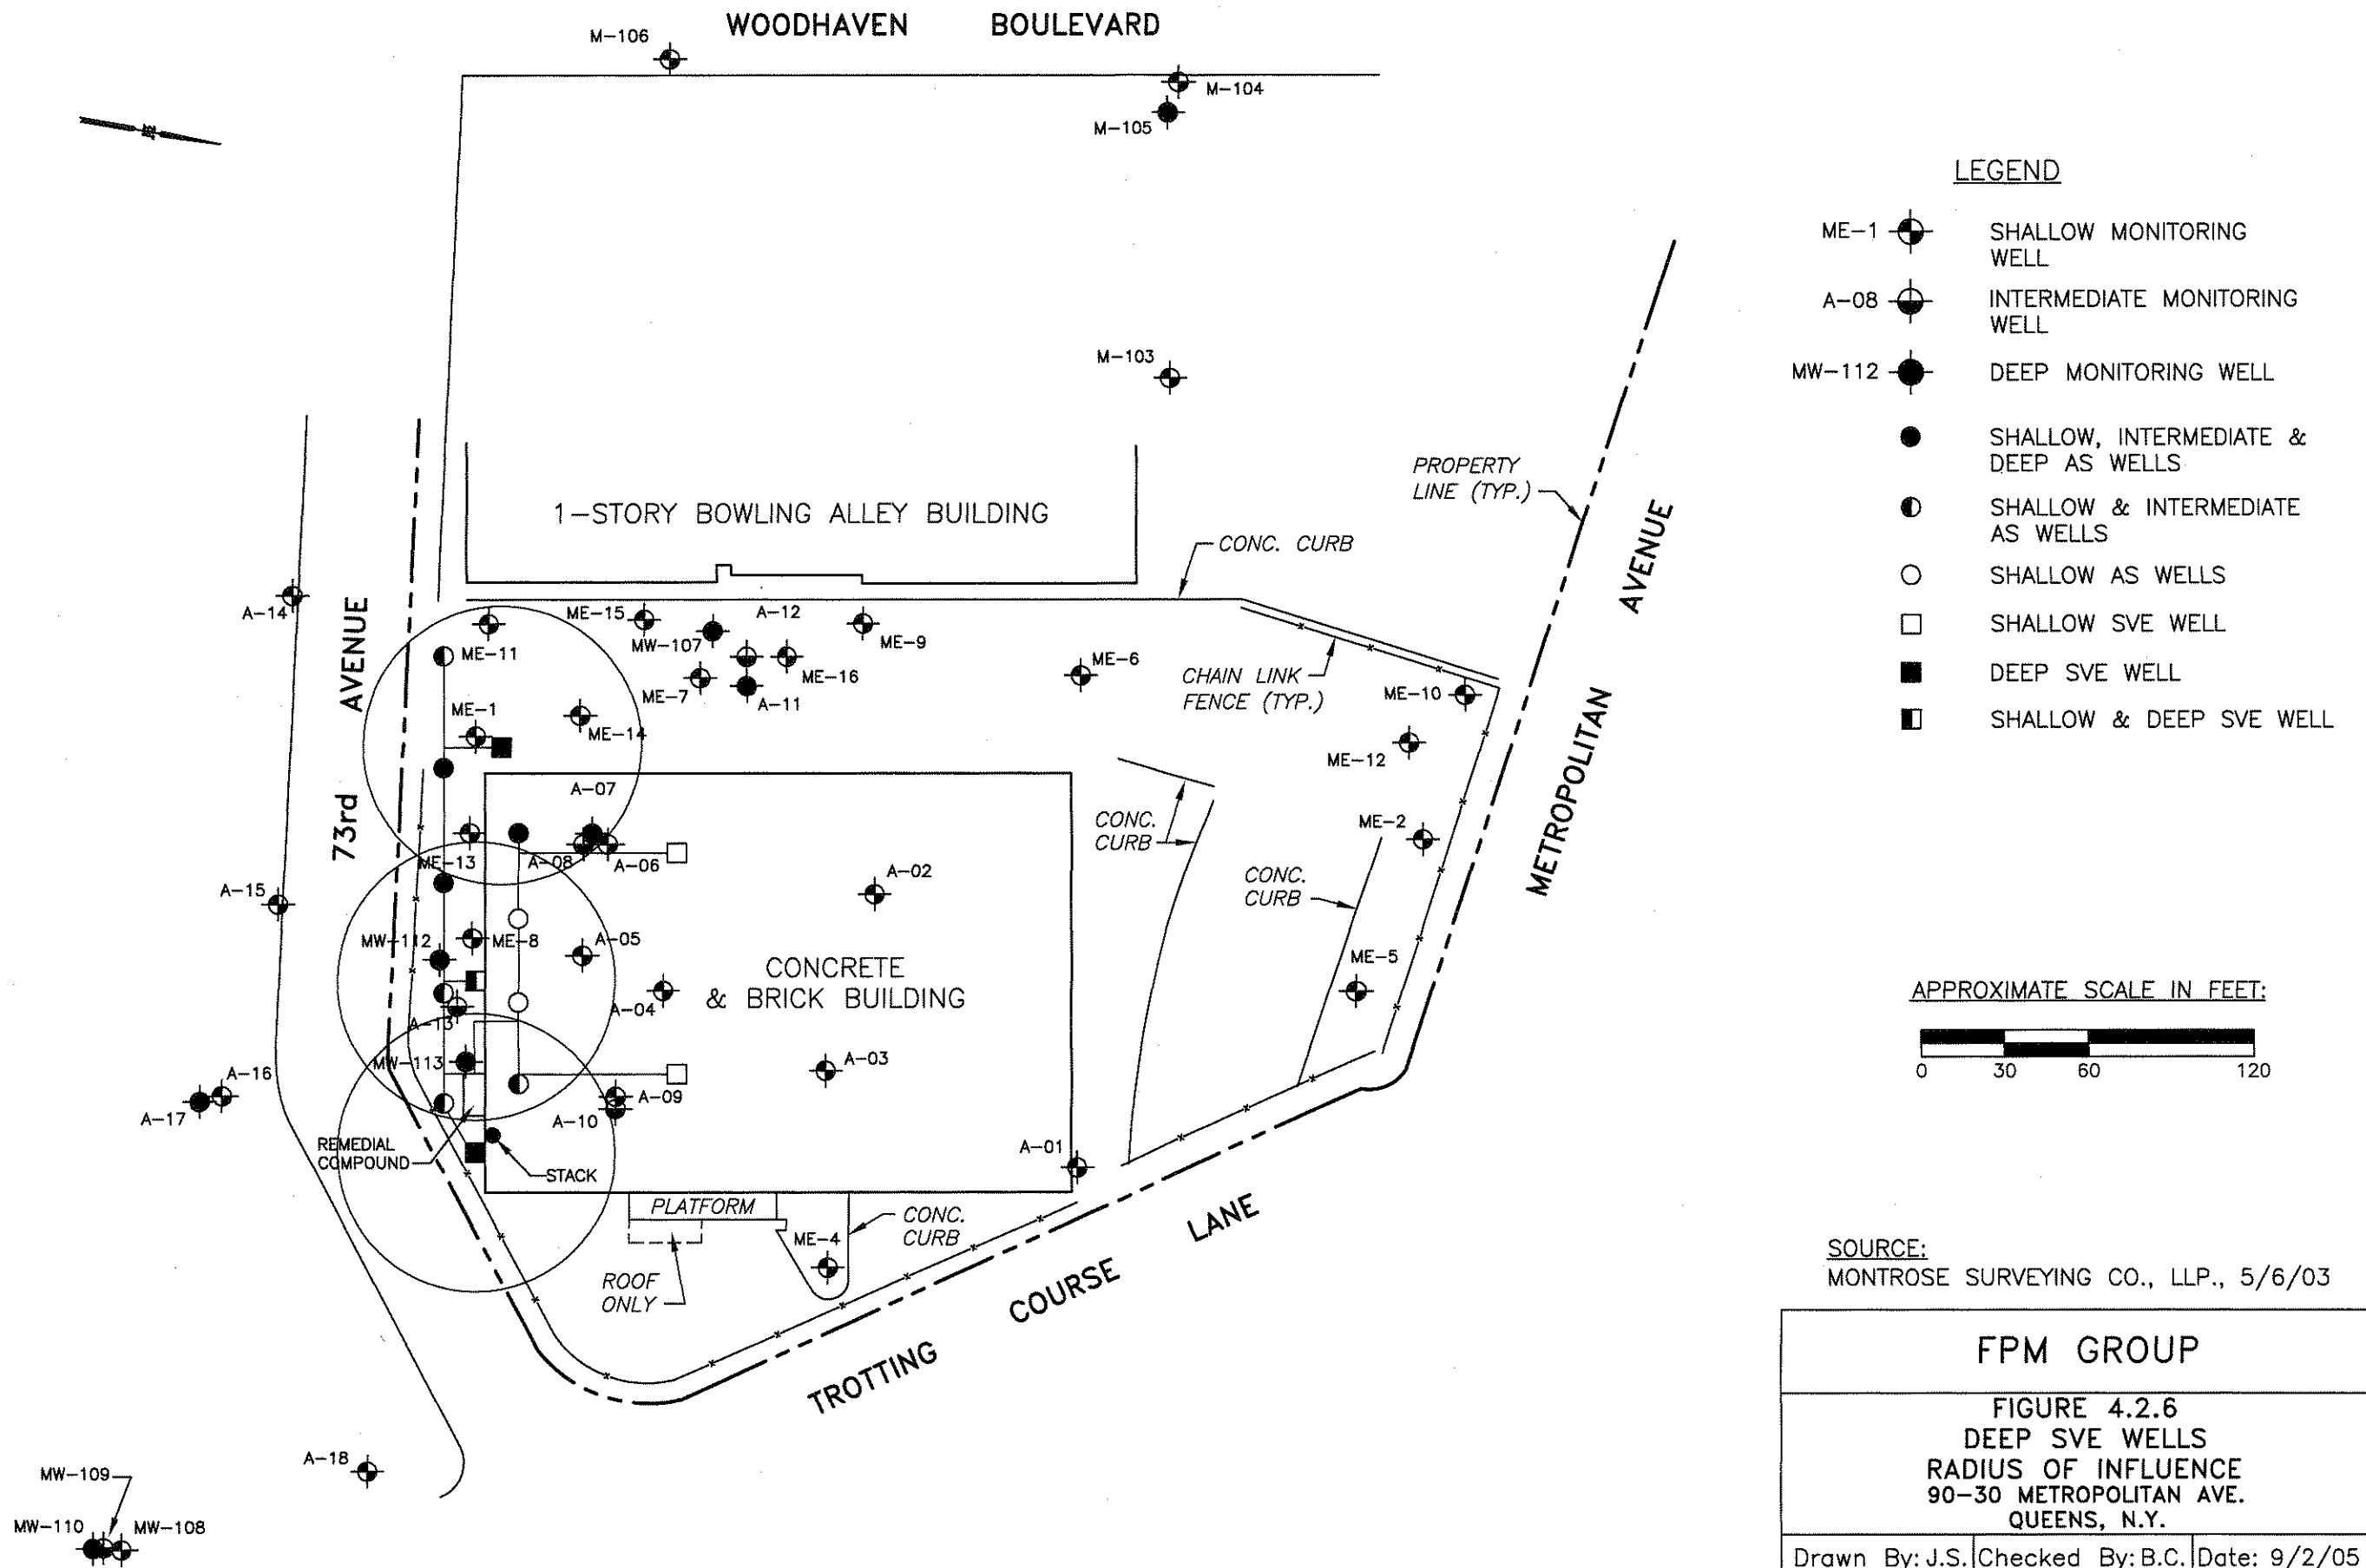 WOODHAVEN BOULEVARD
M-106
M-104
M-105
M-103
LEGEND
ME-1
SHALLOW MONITORING
WELL
A-08
INTERMEDIATE MONITORING
WELL
MW-112
DEEP MONITORING WELL
SHALLOW, INTERMEDIATE &
DEEP AS WELLS
SHALLOW & INTERMEDIATE
AS WELLS
SHALLOW AS WELLS
SHALLOW SVE WELL
DEEP SVE WELL
SHALLOW & DEEP SVE WELL
PROPERTY
LINE (TYP.)
1-STORY BOWLING ALLEY BUILDING
CONC. CURB
73rd AVENUE
METROPOLITAN AVENUE
A-14
ME-15
A-12
MW-107
ME-9
ME-11
ME-16
ME-6
ME-7
A-11
CHAIN LINK
FENCE (TYP.)
ME-10
ME-1
ME-14
ME-12
A-07
CONC.
CURB
ME-2
ME-13
A-08
A-06
A-02
CONC.
CURB
A-15
MW-112
ME-8
A-05
CONCRETE
& BRICK BUILDING
ME-5
A-04
A-13
MW-113
A-03
A-16
A-17
A-09
A-10
REMEDIAL
COMPOUND
STACK
A-01
PLATFORM
CONC.
CURB
ME-4
ROOF
ONLY
TROTTING COURSE LANE
A-18
MW-109
MW-110
MW-108
APPROXIMATE SCALE IN FEET:
0 30 60 120
SOURCE:
MONTROSE SURVEYING CO., LLP., 5/6/03
FPM GROUP
FIGURE 4.2.6
DEEP SVE WELLS
RADIUS OF INFLUENCE
90-30 METROPOLITAN AVE.
QUEENS, N.Y.
Drawn By: J.S. Checked By: B.C. Date: 9/2/05